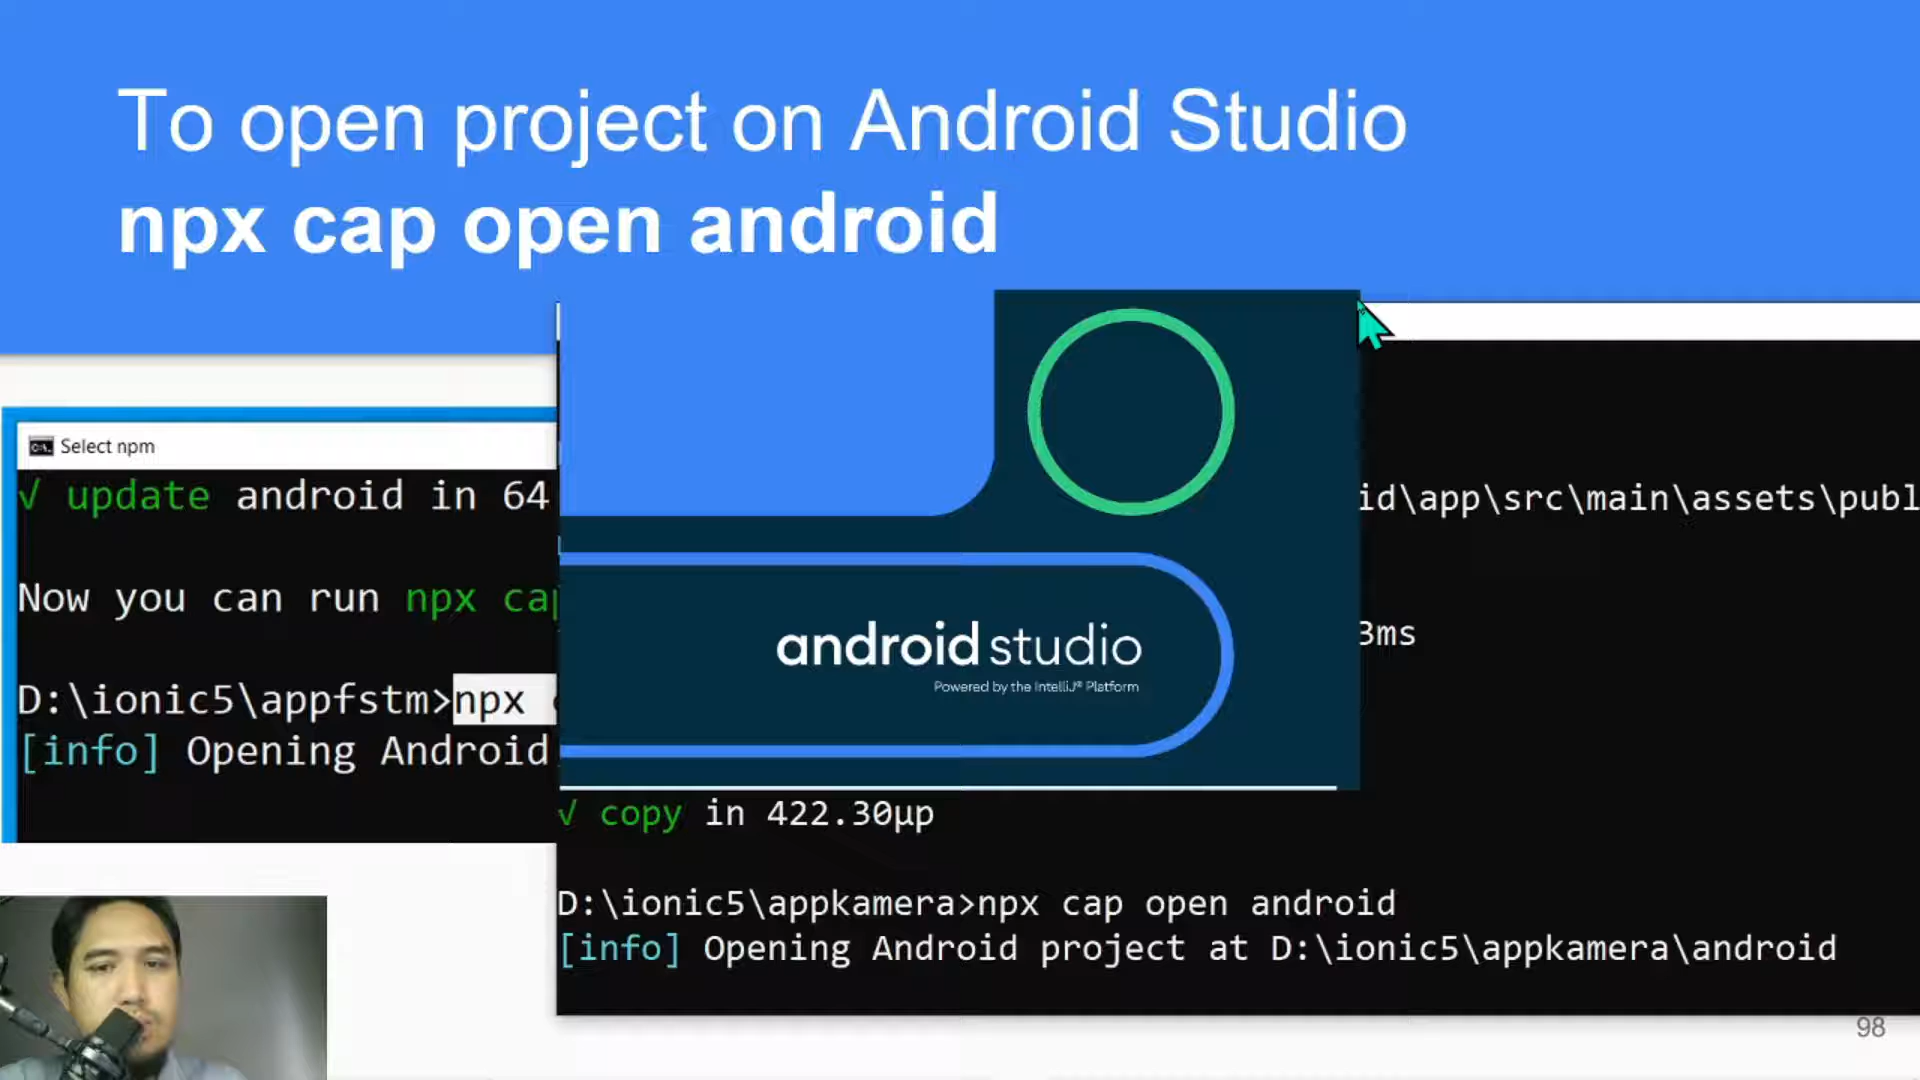 To open project on Android Studio
npx cap open android
Select npm
√ update android in 64
Now you can run npx cap
D:\ionic5\appfstm>npx
[info] Opening Android
android studio
Powered by the IntelliJ® Platform
id\app\src\main\assets\publ
3ms
√ copy in 422.30μp
D:\ionic5\appkamera>npx cap open android
[info] Opening Android project at D:\ionic5\appkamera\android
98